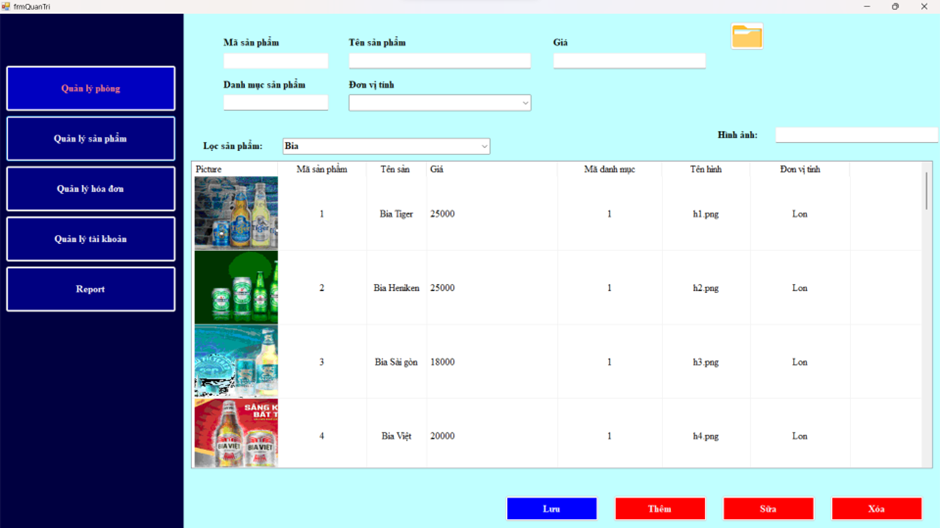 frmQuanTri
Quản lý phòng
Quản lý sản phẩm
Quản lý hóa đơn
Quản lý tài khoản
Report
Mã sản phẩm
Tên sản phẩm
Giá
Danh mục sản phẩm
Đơn vị tính
Hình ảnh:
Lọc sản phẩm:
Bia
Picture Mã sản phẩm Tên sản Giá Mã danh mục Tên hình Đơn vị tính
1 Bia Tiger 25000 1 h1.png Lon
2 Bia Heniken 25000 1 h2.png Lon
3 Bia Sài gòn 18000 1 h3.png Lon
4 Bia Việt 20000 1 h4.png Lon
BIA VIỆT
Lưu Thêm Sửa Xóa